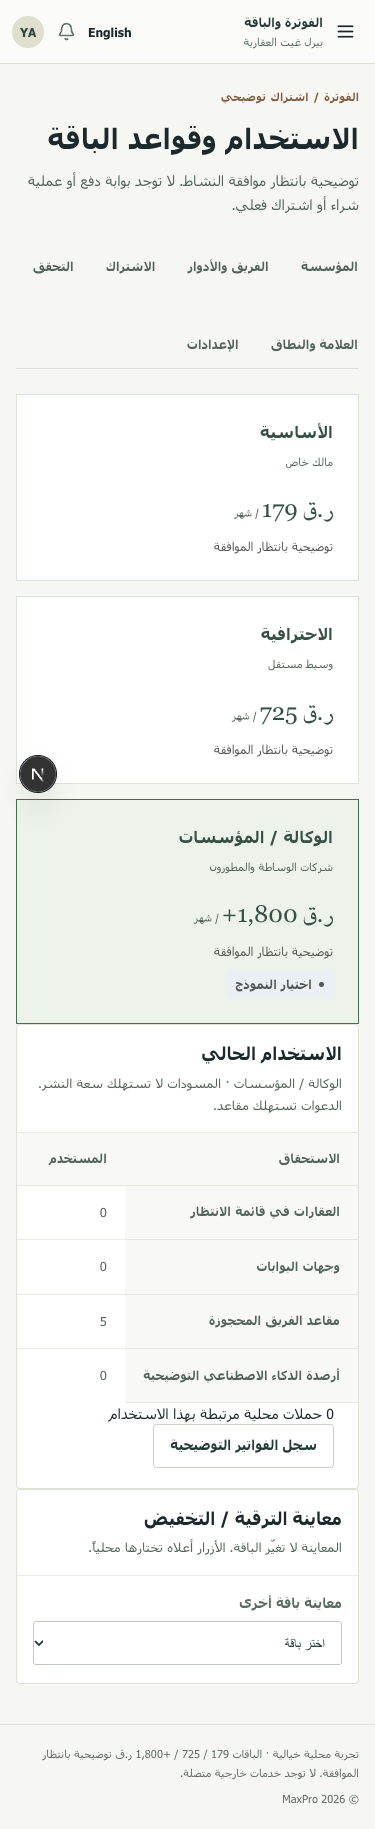 الفوترة والباقة
بيرل غيت العقارية
English
YA
الفوترة / اشتراك توضيحي
الاستخدام وقواعد الباقة
توضيحية بانتظار موافقة النشاط. لا توجد بوابة دفع أو عملية
شراء أو اشتراك فعلي.
المؤسسة
الفريق والأدوار
الاشتراك
التحقق
العلامة والنطاق
الإعدادات
الأساسية
مالك خاص
ر.ق 179 / شهر
توضيحية بانتظار الموافقة
الاحترافية
وسيط مستقل
ر.ق 725 / شهر
توضيحية بانتظار الموافقة
N
الوكالة / المؤسسات
شركات الوساطة والمطورون
ر.ق 1,800+ / شهر
توضيحية بانتظار الموافقة
• اختيار النموذج
الاستخدام الحالي
الوكالة / المؤسسات · المسودات لا تستهلك سعة النشر.
الدعوات تستهلك مقاعد.
الاستحقاق المستخدم
العقارات في قائمة الانتظار 0
وجهات البوابات 0
مقاعد الفريق المحجوزة 5
أرصدة الذكاء الاصطناعي التوضيحية 0
0 حملات محلية مرتبطة بهذا الاستخدام
سجل الفواتير التوضيحية
معاينة الترقية / التخفيض
المعاينة لا تغيّر الباقة. الأزرار أعلاه تختارها محلياً.
معاينة باقة أخرى
اختر باقة
تجربة محلية خيالية · الباقات 179 / 725 / +1,800 ر.ق توضيحية بانتظار
الموافقة. لا توجد خدمات خارجية متصلة.
© 2026 MaxPro